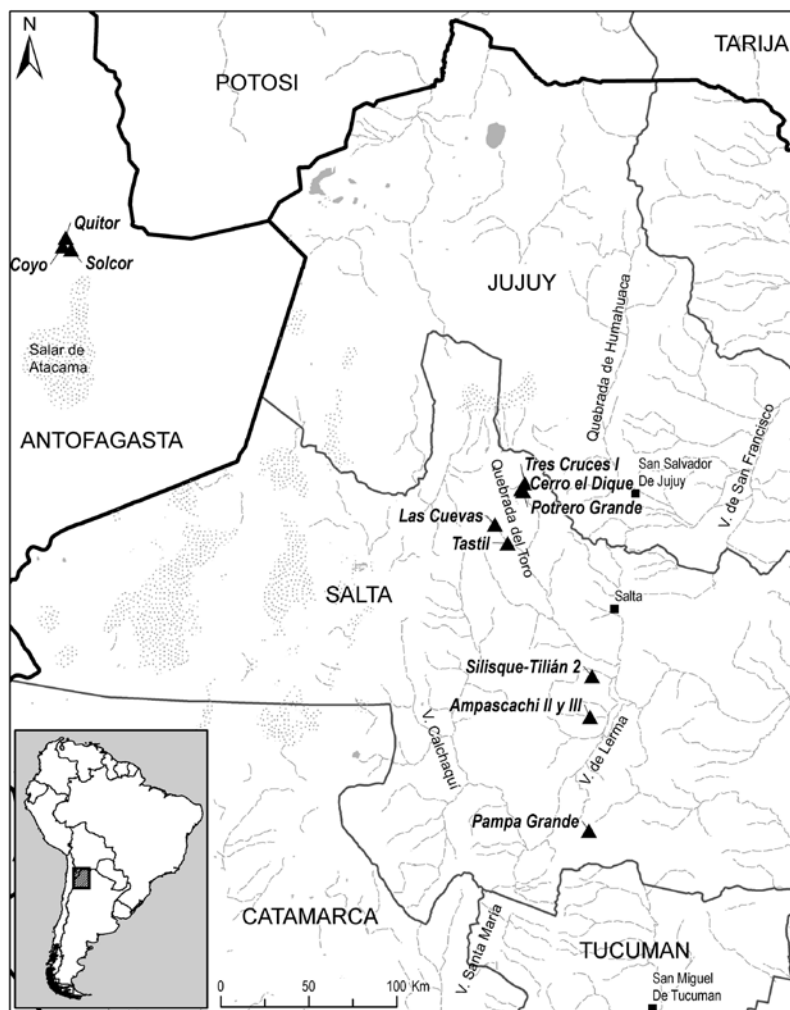 N
POTOSI
TARIJA
Quitor
Coyo
Solcor
JUJUY
Salar de
Atacama
Quebrada de Humahuaca
ANTOFAGASTA
V. de San Francisco
Tres Cruces I
San Salvador
De Jujuy
Cerro el Dique
Potrero Grande
Quebrada del Toro
Las Cuevas
Tastil
SALTA
Salta
Silisque-Tilián 2
Ampascachi II y III
V. Calchaquí
V. de Lerma
Pampa Grande
CATAMARCA
V. Santa María
TUCUMAN
San Miguel
De Tucuman
0 50 100 Km